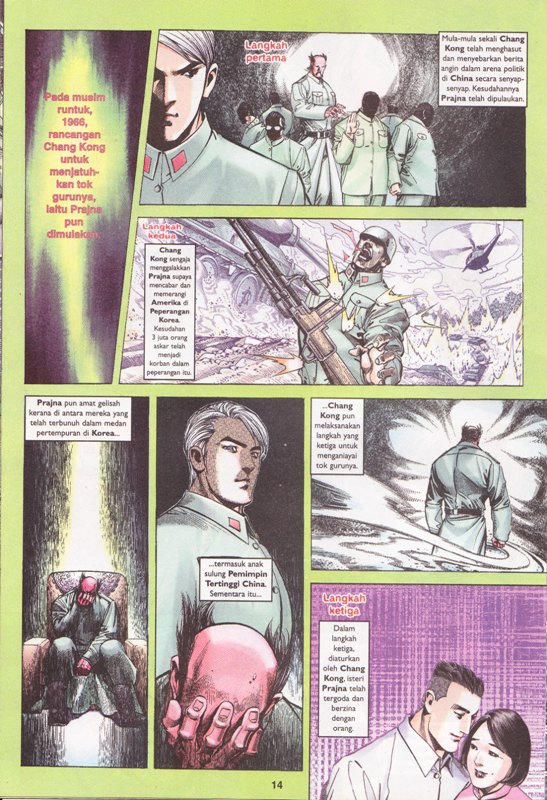 Pada musim
runtuk,
1966,
rancangan
Chang Kong
untuk
menjatuh-
kan tok
gurunya,
iaitu Prajna
pun
dimulakan.
Langkah
pertama
Mula-mula sekali Chang
Kong telah menghasut
dan menyebarkan berita
angin dalam arena politik
di China secara senyap-
senyap. Kesudahannya
Prajna telah dipulaukan.
Langkah
kedua
Chang
Kong sengaja
menggalakkan
Prajna supaya
mencabar dan
memerangi
Amerika di
Peperangan
Korea.
Kesudahan
3 juta orang
askar telah
menjadi
korban dalam
peperangan itu.
Prajna pun amat gelisah
kerana di antara mereka yang
telah terbunuh dalam medan
pertempuran di Korea...
...termasuk anak
sulung Pemimpin
Tertinggi China.
Sementara itu...
...Chang
Kong pun
melaksanakan
langkah yang
ketiga untuk
menganiayai
tok gurunya.
Langkah
ketiga
Dalam
langkah
ketiga,
diaturkan
oleh Chang
Kong, isteri
Prajna telah
tergoda dan
berzina
dengan
orang.
14